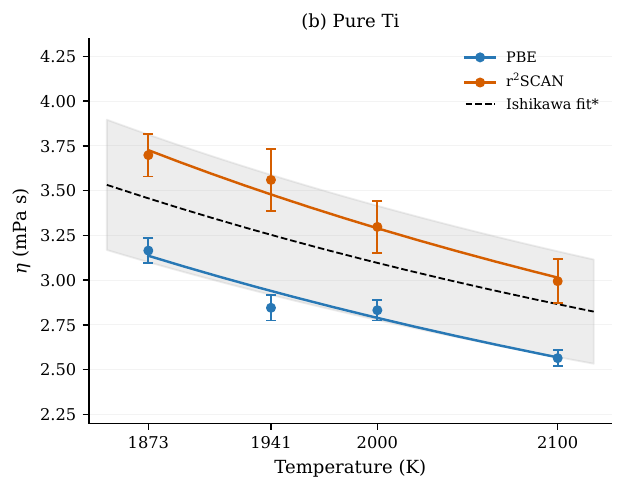 (b) Pure Ti
PBE
r²SCAN
Ishikawa fit*
η (mPa s)
4.25
4.00
3.75
3.50
3.25
3.00
2.75
2.50
2.25
1873 1941 2000 2100
Temperature (K)